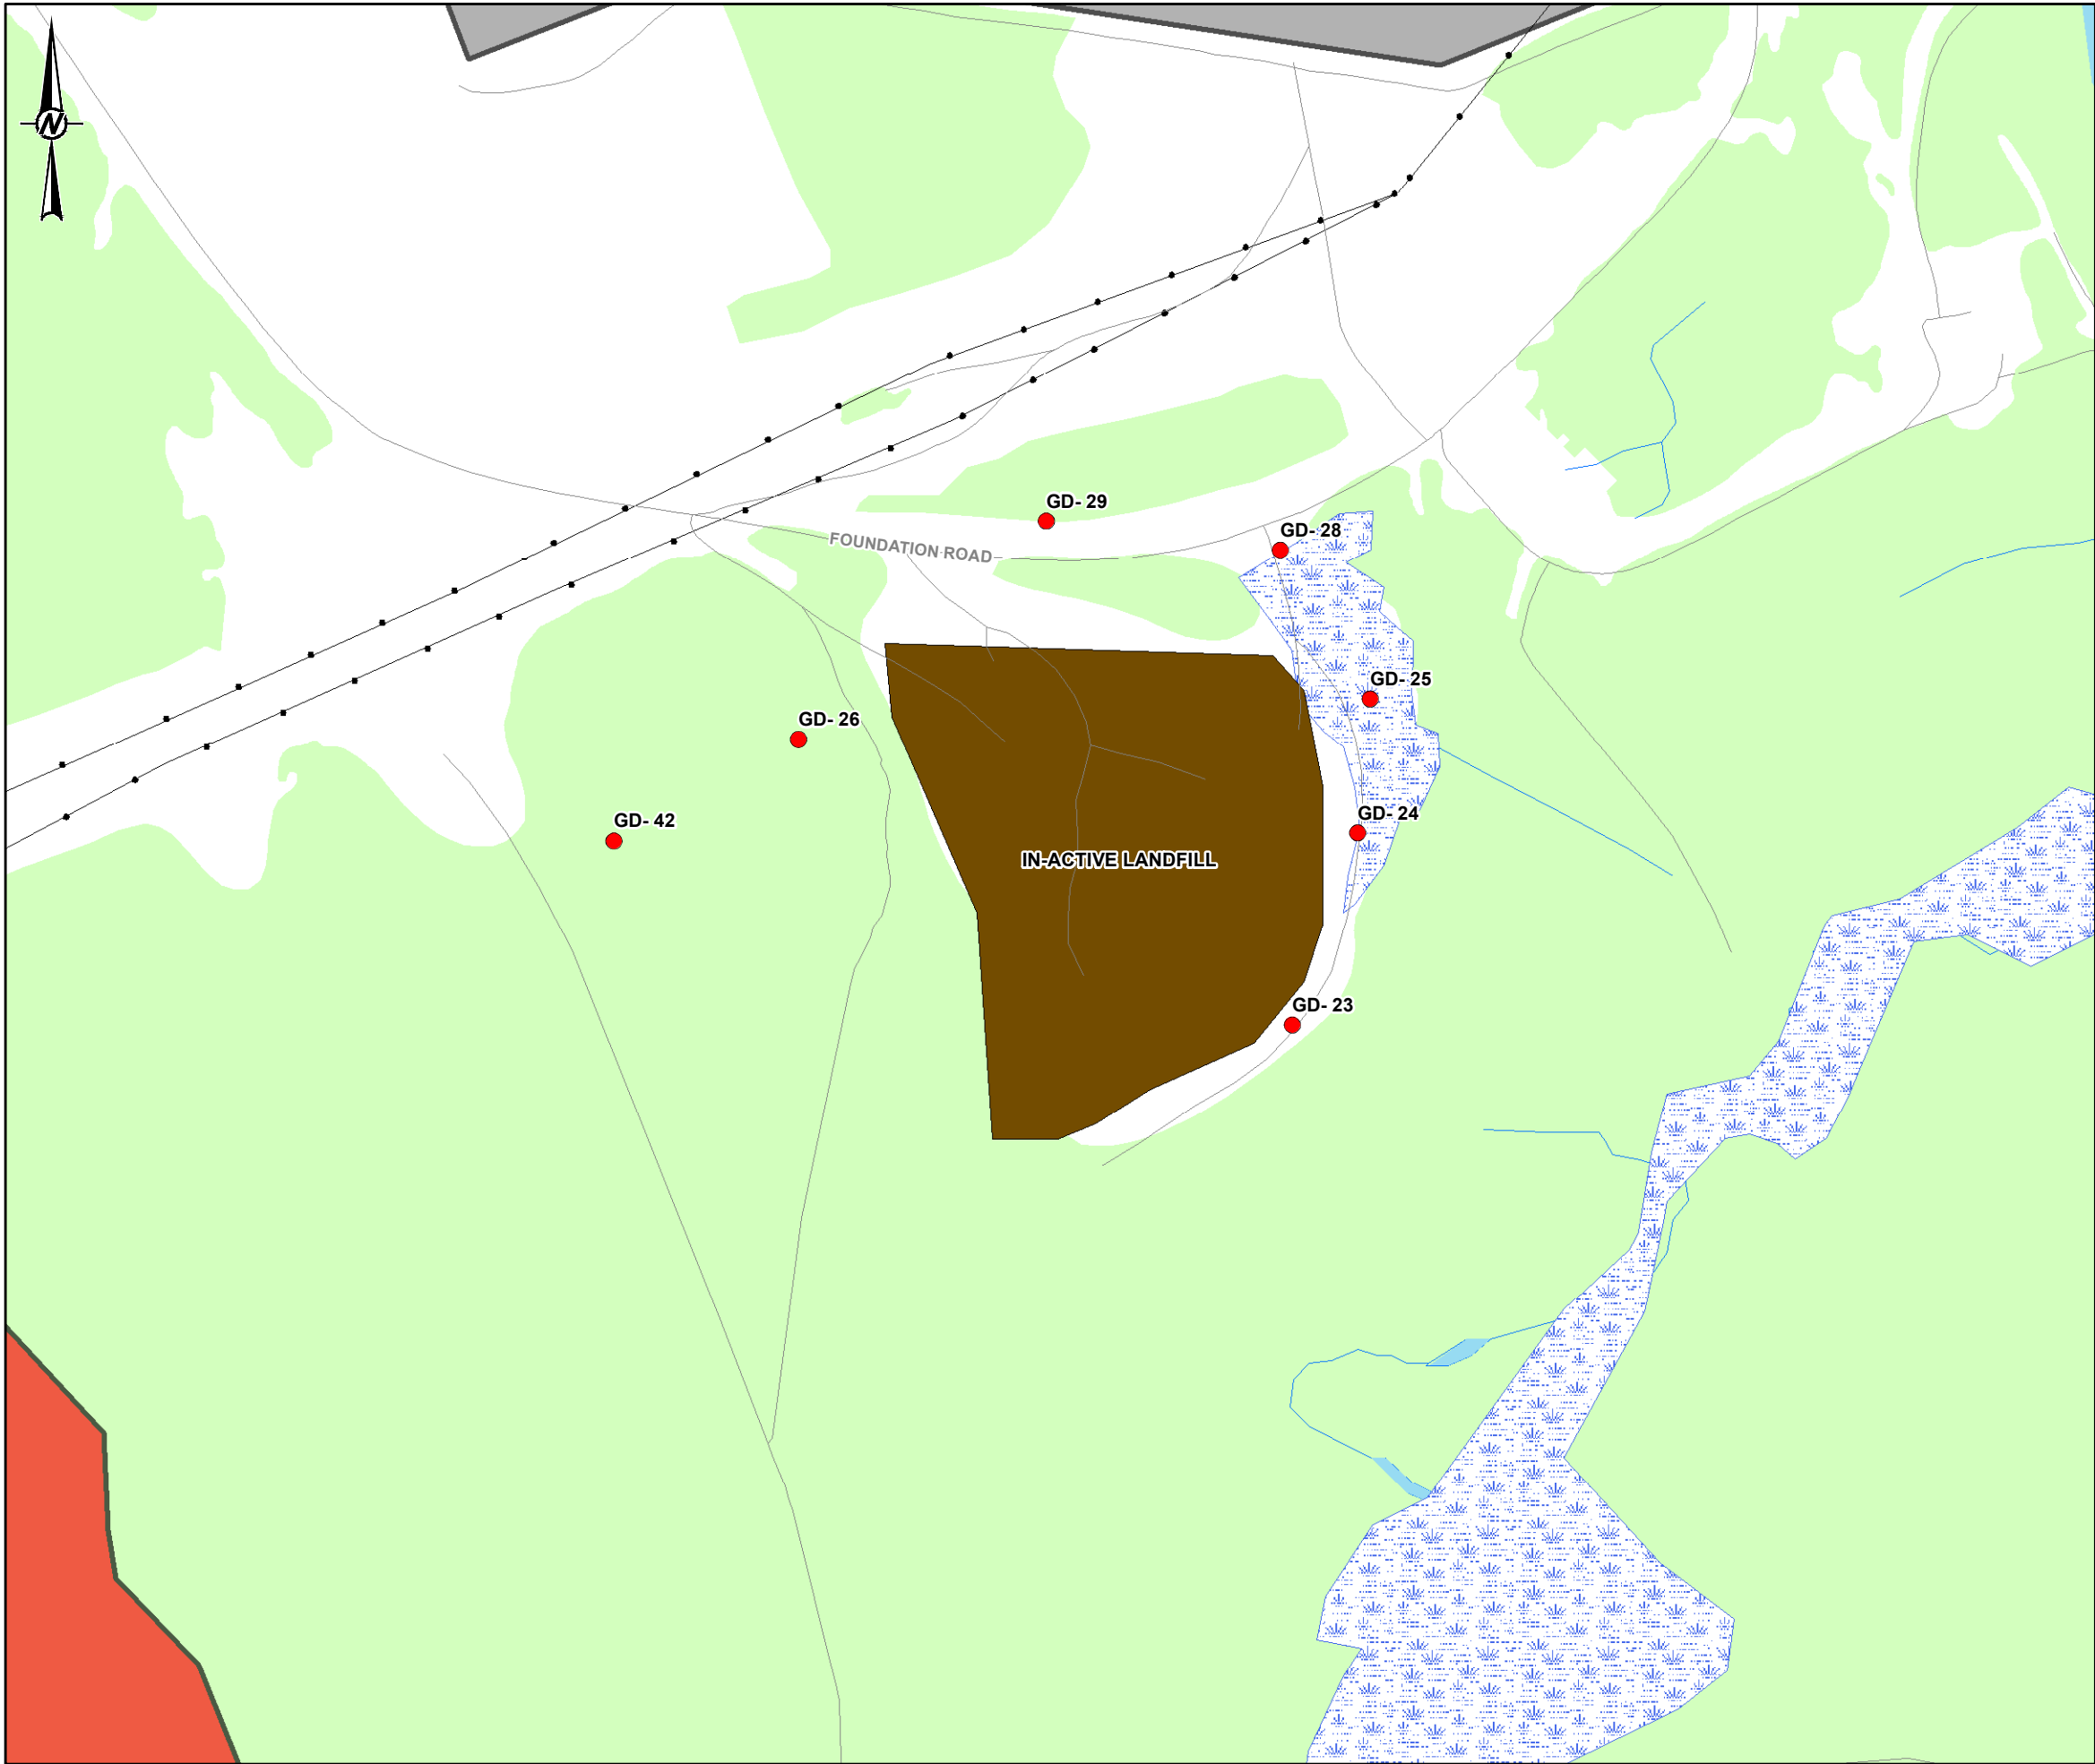 N
GD- 29
GD- 28
FOUNDATION ROAD
GD- 25
GD- 26
GD- 24
GD- 42
IN-ACTIVE LANDFILL
GD- 23